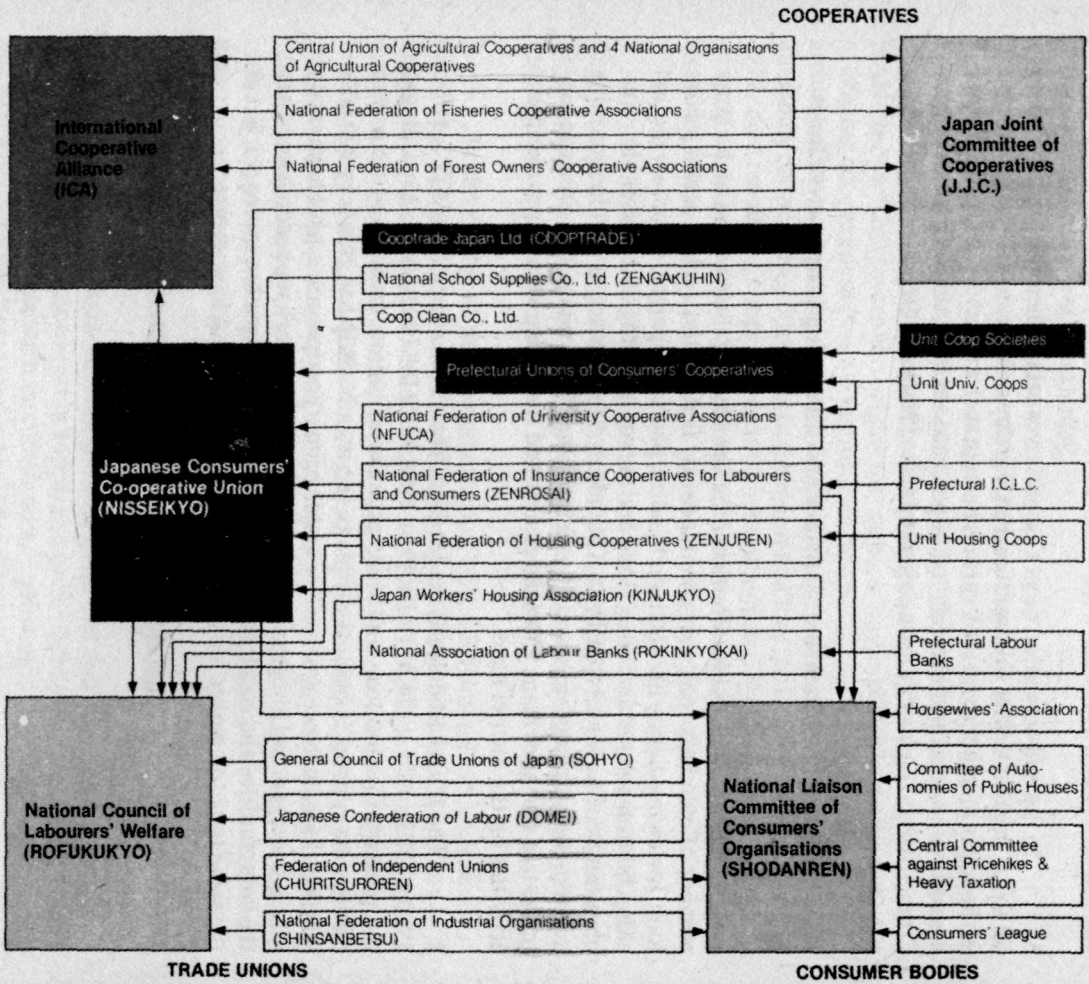 COOPERATIVES
International
Cooperative
Alliance
(ICA)
Central Union of Agricultural Cooperatives and 4 National Organisations
of Agricultural Cooperatives
National Federation of Fisheries Cooperative Associations
National Federation of Forest Owners' Cooperative Associations
Japan Joint
Committee of
Cooperatives
(J.J.C.)
Cooptrade Japan Ltd (COOPTRADE)
National School Supplies Co., Ltd. (ZENGAKUHIN)
Coop Clean Co., Ltd.
Unit Coop Societies
Prefectural Unions of Consumers' Cooperatives
Unit Univ. Coops
National Federation of University Cooperative Associations
(NFUCA)
Japanese Consumers'
Co-operative Union
(NISSEIKYO)
National Federation of Insurance Cooperatives for Labourers
and Consumers (ZENROSAI)
Prefectural I.C.L.C.
National Federation of Housing Cooperatives (ZENJUREN)
Unit Housing Coops
Japan Workers' Housing Association (KINJUKYO)
National Association of Labour Banks (ROKINKYOKAI)
Prefectural Labour
Banks
Housewives' Association
National Council of
Labourers' Welfare
(ROFUKUKYO)
General Council of Trade Unions of Japan (SOHYO)
Japanese Confederation of Labour (DOMEI)
Federation of Independent Unions
(CHURITSUROREN)
National Federation of Industrial Organisations
(SHINSANBETSU)
National Liaison
Committee of
Consumers'
Organisations
(SHODANREN)
Committee of Auto-
nomies of Public Houses
Central Committee
against Pricehikes &
Heavy Taxation
Consumers' League
TRADE UNIONS
CONSUMER BODIES